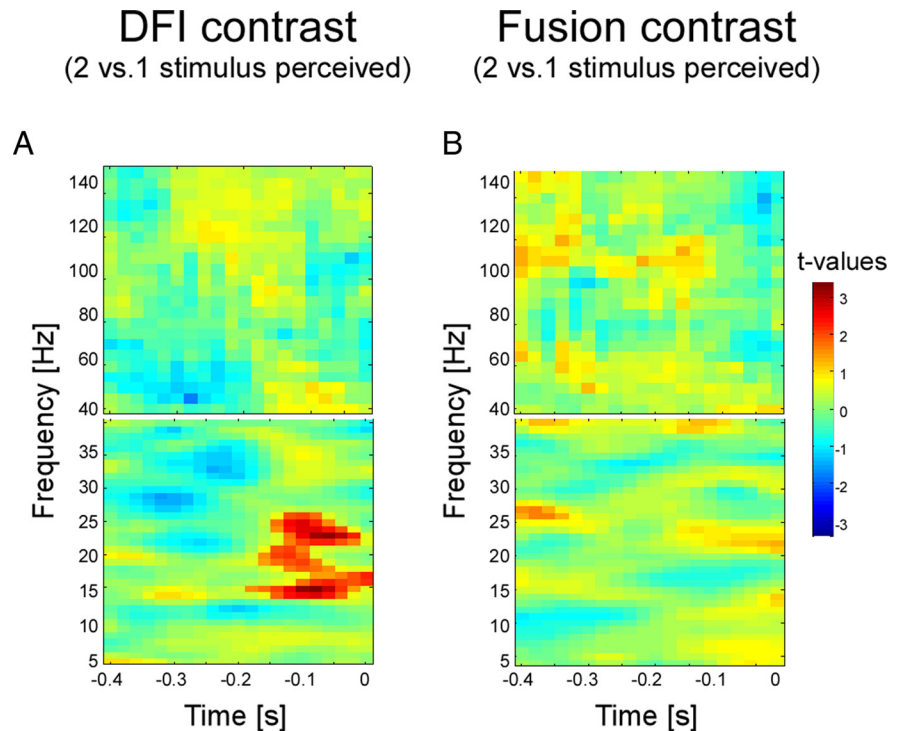 DFI contrast
(2 vs.1 stimulus perceived)
Fusion contrast
(2 vs.1 stimulus perceived)
A
B
140
120
100
80
60
40
35
30
25
20
15
10
5
Frequency [Hz]
-0.4 -0.3 -0.2 -0.1 0
Time [s]
140
120
100
80
60
40
35
30
25
20
15
10
5
Frequency [Hz]
-0.4 -0.3 -0.2 -0.1 0
Time [s]
t-values
3
2
1
0
-1
-2
-3